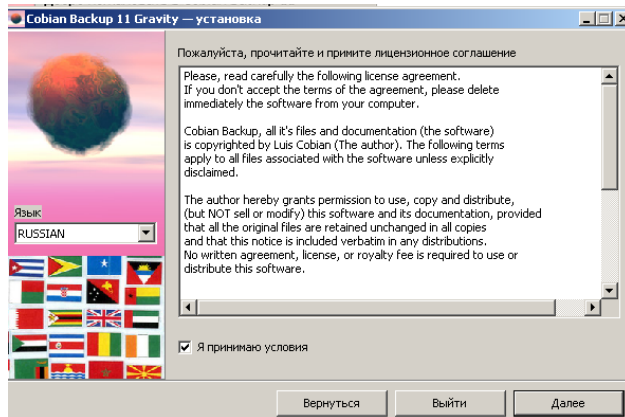 Cobian Backup 11 Gravity — установка
Пожалуйста, прочитайте и примите лицензионное соглашение
Please, read carefully the following license agreement.
If you don't accept the terms of the agreement, please delete
immediately the software from your computer.
Cobian Backup, all it's files and documentation (the software)
is copyrighted by Luis Cobian (The author). The following terms
apply to all files associated with the software unless explicitly
disclaimed.
The author hereby grants permission to use, copy and distribute,
(but NOT sell or modify) this software and its documentation, provided
that all the original files are retained unchanged in all copies
and that this notice is included verbatim in any distributions.
No written agreement, license, or royalty fee is required to use or
distribute this software.
Язык
RUSSIAN
Я принимаю условия
Вернуться
Выйти
Далее